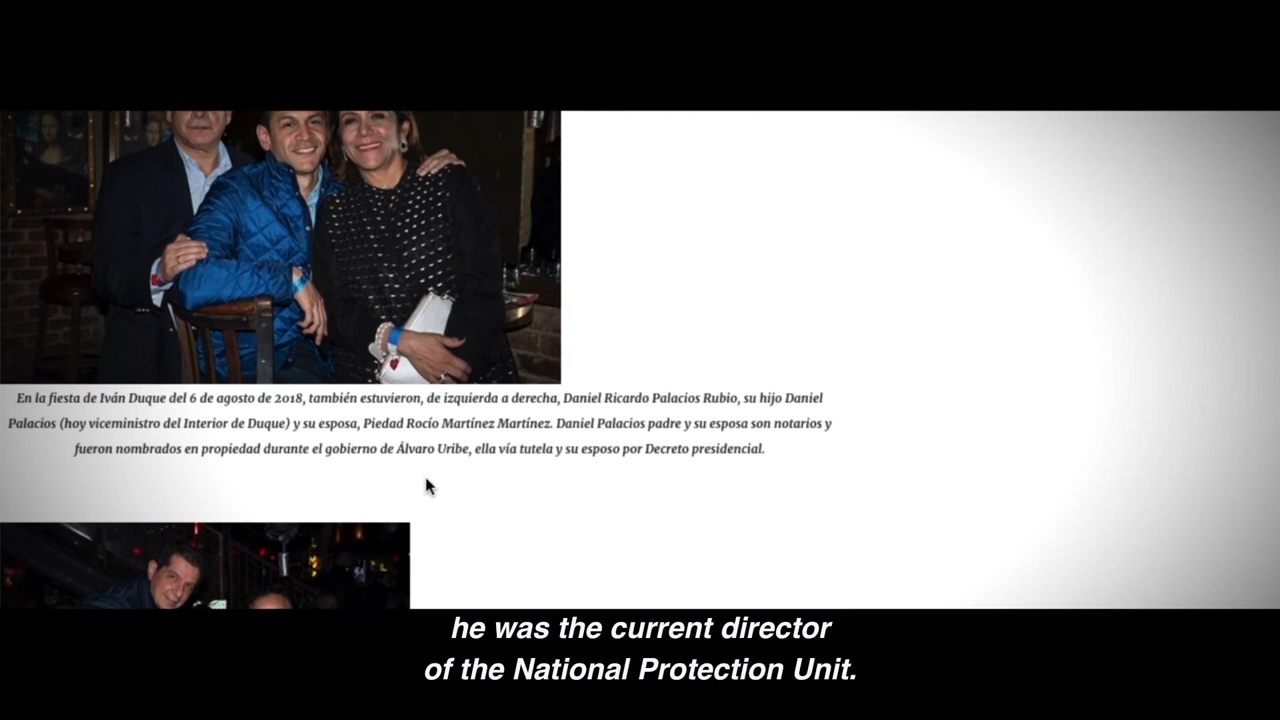 En la fiesta de Iván Duque del 6 de agosto de 2018, también estuvieron, de izquierda a derecha, Daniel Ricardo Palacios Rubio, su hijo Daniel
Palacios (hoy viceministro del Interior de Duque) y su esposa, Piedad Rocío Martínez Martínez. Daniel Palacios padre y su esposa son notarios y
fueron nombrados en propiedad durante el gobierno de Álvaro Uribe, ella vía tutela y su esposo por Decreto presidencial.
he was the current director
of the National Protection Unit.